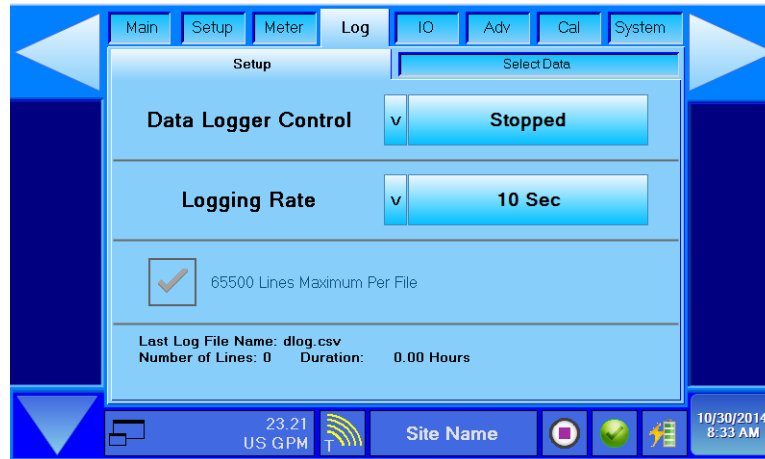 Main Setup Meter Log IO Adv Cal System
Setup Select Data
Data Logger Control v Stopped
Logging Rate v 10 Sec
65500 Lines Maximum Per File
Last Log File Name: dlog.csv
Number of Lines: 0 Duration: 0.00 Hours
23.21
US GPM
T
Site Name
10/30/2014
8:33 AM